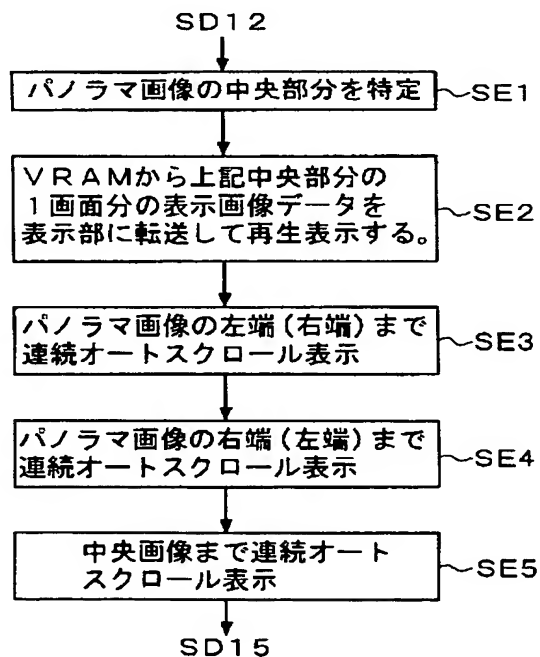 SD12
パノラマ画像の中央部分を特定
SE1
VRAMから上記中央部分の
1画面分の表示画像データを
表示部に転送して再生表示する。
SE2
パノラマ画像の左端(右端)まで
連続オートスクロール表示
SE3
パノラマ画像の右端(左端)まで
連続オートスクロール表示
SE4
中央画像まで連続オート
スクロール表示
SE5
SD15